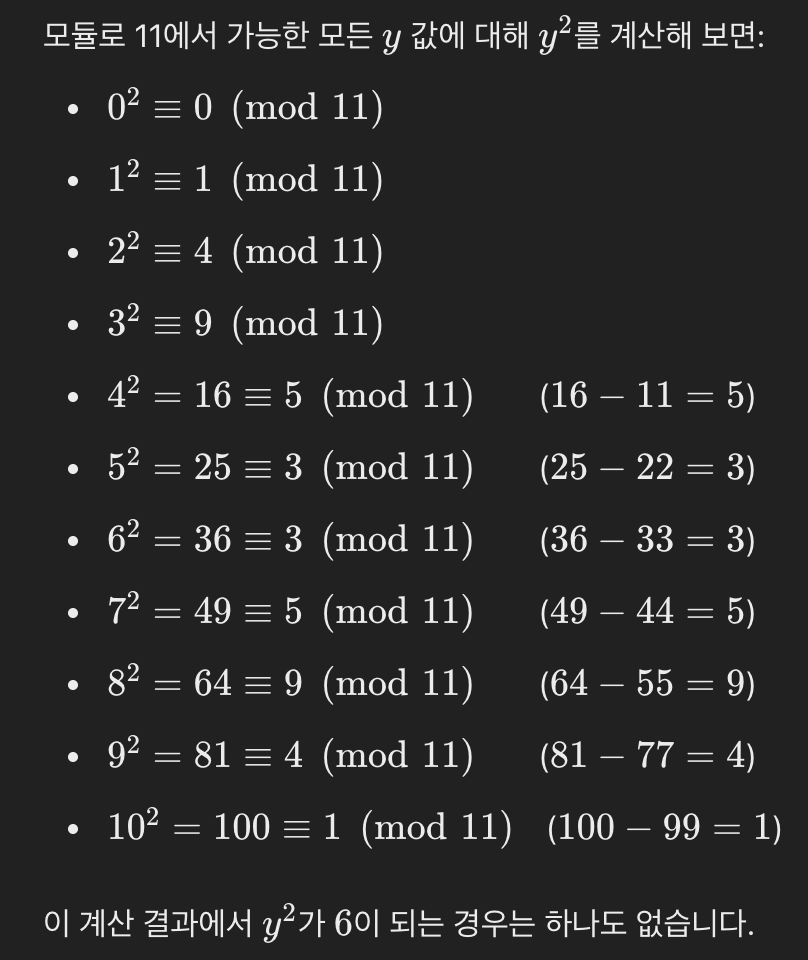 모듈로 11에서 가능한 모든 y 값에 대해 y²를 계산해 보면:
• 0² ≡ 0 (mod 11)
• 1² ≡ 1 (mod 11)
• 2² ≡ 4 (mod 11)
• 3² ≡ 9 (mod 11)
• 4² = 16 ≡ 5 (mod 11) (16 − 11 = 5)
• 5² = 25 ≡ 3 (mod 11) (25 − 22 = 3)
• 6² = 36 ≡ 3 (mod 11) (36 − 33 = 3)
• 7² = 49 ≡ 5 (mod 11) (49 − 44 = 5)
• 8² = 64 ≡ 9 (mod 11) (64 − 55 = 9)
• 9² = 81 ≡ 4 (mod 11) (81 − 77 = 4)
• 10² = 100 ≡ 1 (mod 11) (100 − 99 = 1)
이 계산 결과에서 y²가 6이 되는 경우는 하나도 없습니다.